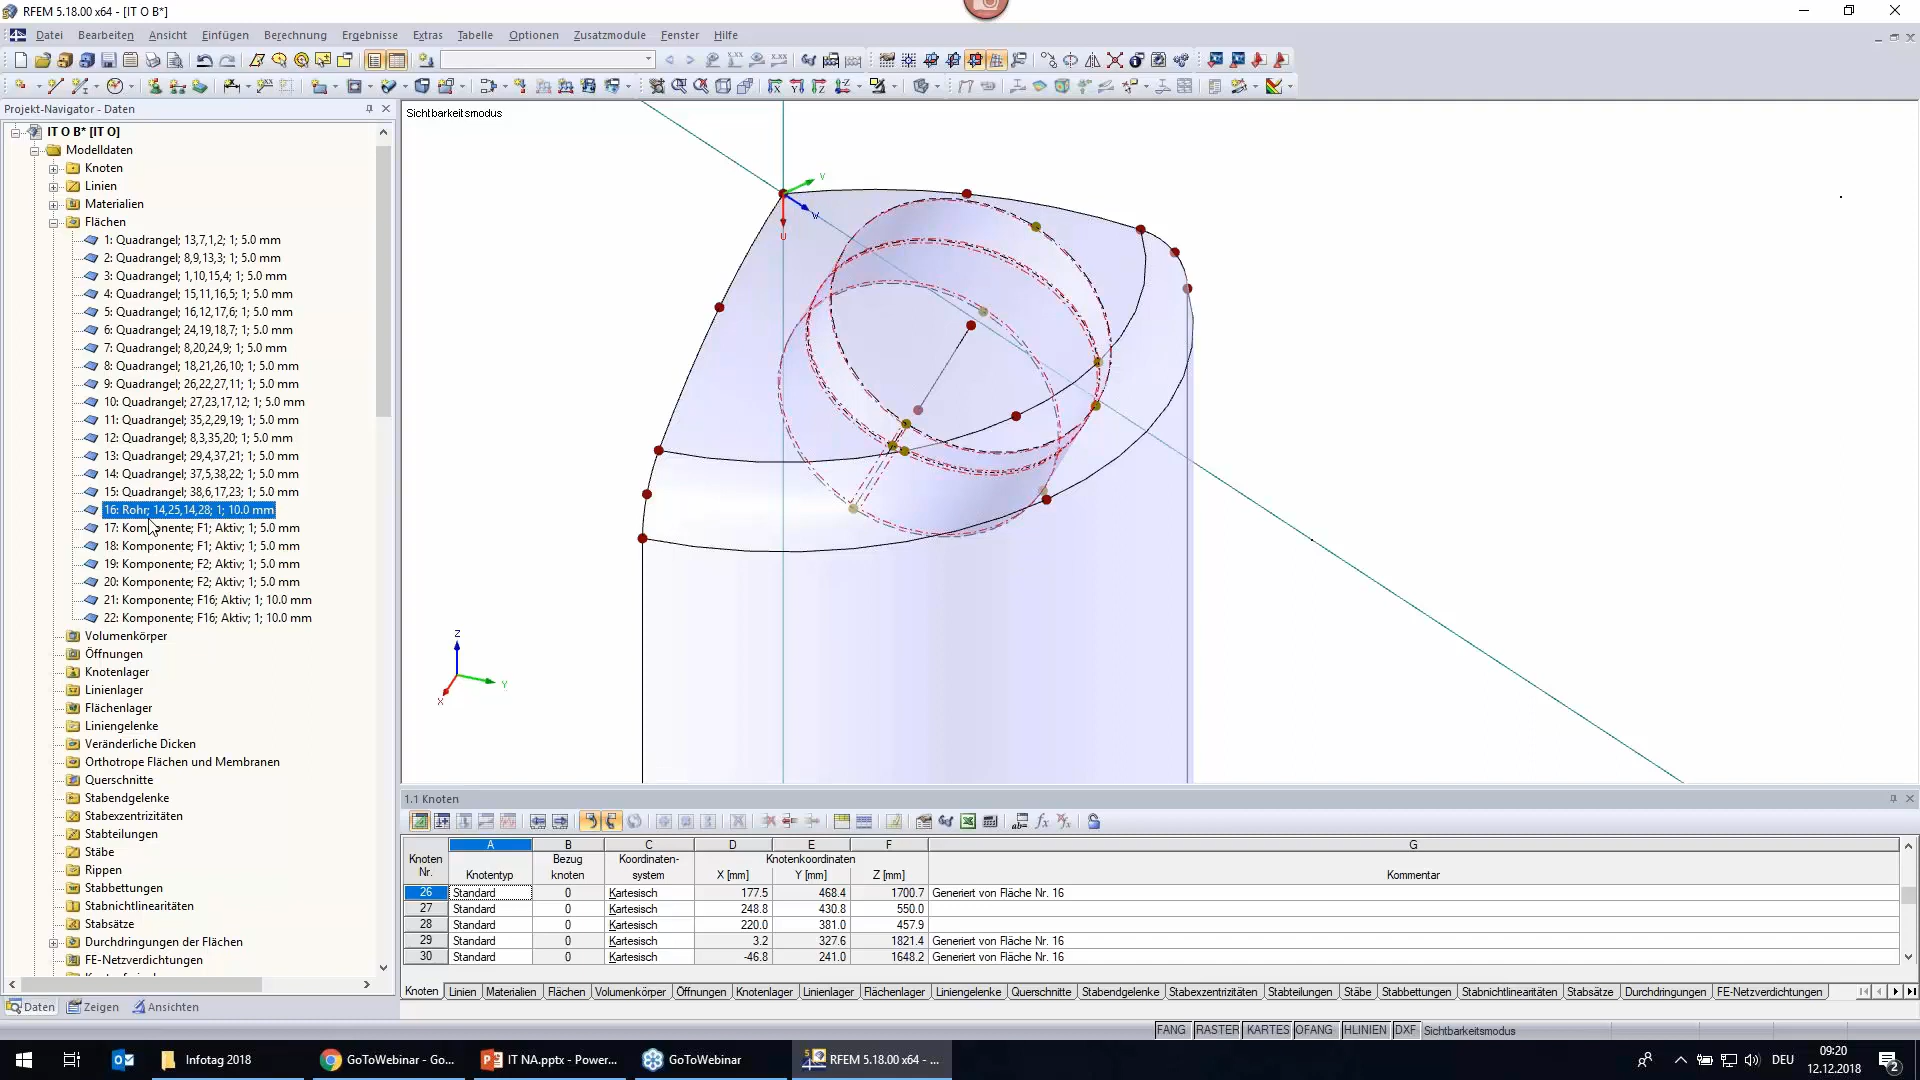 RFEM 5.18.00 x64 - [IT O B*]
Datei Bearbeiten Ansicht Einfügen Berechnung Ergebnisse Extras Tabelle Optionen Zusatzmodule Fenster Hilfe
Projekt-Navigator - Daten
IT O B* [IT O]
Modelldaten
Knoten
Linien
Materialien
Flächen
1: Quadrangel; 13,7,1,2; 1; 5.0 mm
2: Quadrangel; 8,9,13,3; 1; 5.0 mm
3: Quadrangel; 1,10,15,4; 1; 5.0 mm
4: Quadrangel; 15,11,16,5; 1; 5.0 mm
5: Quadrangel; 16,12,17,6; 1; 5.0 mm
6: Quadrangel; 24,19,18,7; 1; 5.0 mm
7: Quadrangel; 8,20,24,9; 1; 5.0 mm
8: Quadrangel; 18,21,26,10; 1; 5.0 mm
9: Quadrangel; 26,22,27,11; 1; 5.0 mm
10: Quadrangel; 27,23,17,12; 1; 5.0 mm
11: Quadrangel; 35,2,29,19; 1; 5.0 mm
12: Quadrangel; 8,3,35,20; 1; 5.0 mm
13: Quadrangel; 29,4,37,21; 1; 5.0 mm
14: Quadrangel; 37,5,38,22; 1; 5.0 mm
15: Quadrangel; 38,6,17,23; 1; 5.0 mm
16: Rohr; 14,25,14,28; 1; 10.0 mm
17: Komponente; F1; Aktiv; 1; 5.0 mm
18: Komponente; F1; Aktiv; 1; 5.0 mm
19: Komponente; F2; Aktiv; 1; 5.0 mm
20: Komponente; F2; Aktiv; 1; 5.0 mm
21: Komponente; F16; Aktiv; 1; 10.0 mm
22: Komponente; F16; Aktiv; 1; 10.0 mm
Volumenkörper
Öffnungen
Knotenlager
Linienlager
Flächenlager
Liniengelenke
Veränderliche Dicken
Orthotrope Flächen und Membranen
Querschnitte
Stabendgelenke
Stabexzentrizitäten
Stabteilungen
Stäbe
Rippen
Stabbettungen
Stabnichtlinearitäten
Stabsätze
Durchdringungen der Flächen
FE-Netzverdichtungen
Daten Zeigen Ansichten
Sichtbarkeitsmodus
V
W
U
Z
Y
X
1.1 Knoten
A B C D E F G
Knoten Bezug Koordinaten- Knotenkoordinaten
Nr. Knotentyp knoten system X [mm] Y [mm] Z [mm] Kommentar
26 Standard 0 Kartesisch 177.5 468.4 1700.7 Generiert von Fläche Nr. 16
27 Standard 0 Kartesisch 248.8 430.8 550.0
28 Standard 0 Kartesisch 220.0 381.0 457.9
29 Standard 0 Kartesisch 3.2 327.6 1821.4 Generiert von Fläche Nr. 16
30 Standard 0 Kartesisch -46.8 241.0 1648.2 Generiert von Fläche Nr. 16
Knoten Linien Materialien Flächen Volumenkörper Öffnungen Knotenlager Linienlager Flächenlager Liniengelenke Querschnitte Stabendgelenke Stabexzentrizitäten Stabteilungen Stäbe Stabbettungen Stabnichtlinearitäten Stabsätze Durchdringungen FE-Netzverdichtungen
FANG RASTER KARTES OFANG HLINIEN DXF Sichtbarkeitsmodus
Infotag 2018 GoToWebinar - Go... IT NA.pptx - Power... GoToWebinar RFEM 5.18.00 x64 - ... DEU 09:20
12.12.2018 2